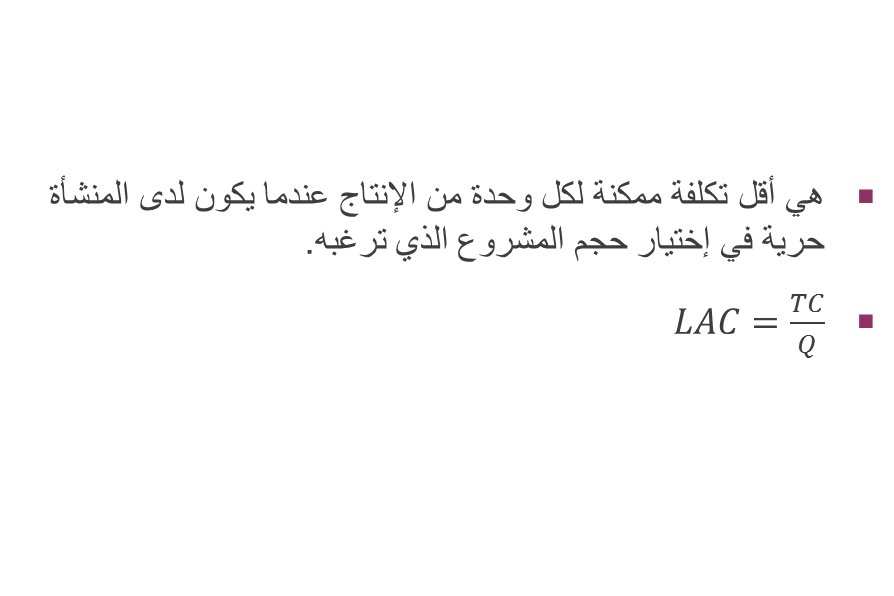 ▪ هي أقل تكلفة ممكنة لكل وحدة من الإنتاج عندما يكون لدى المنشأة
حرية في إختيار حجم المشروع الذي ترغبه.
▪ LAC = TC/Q